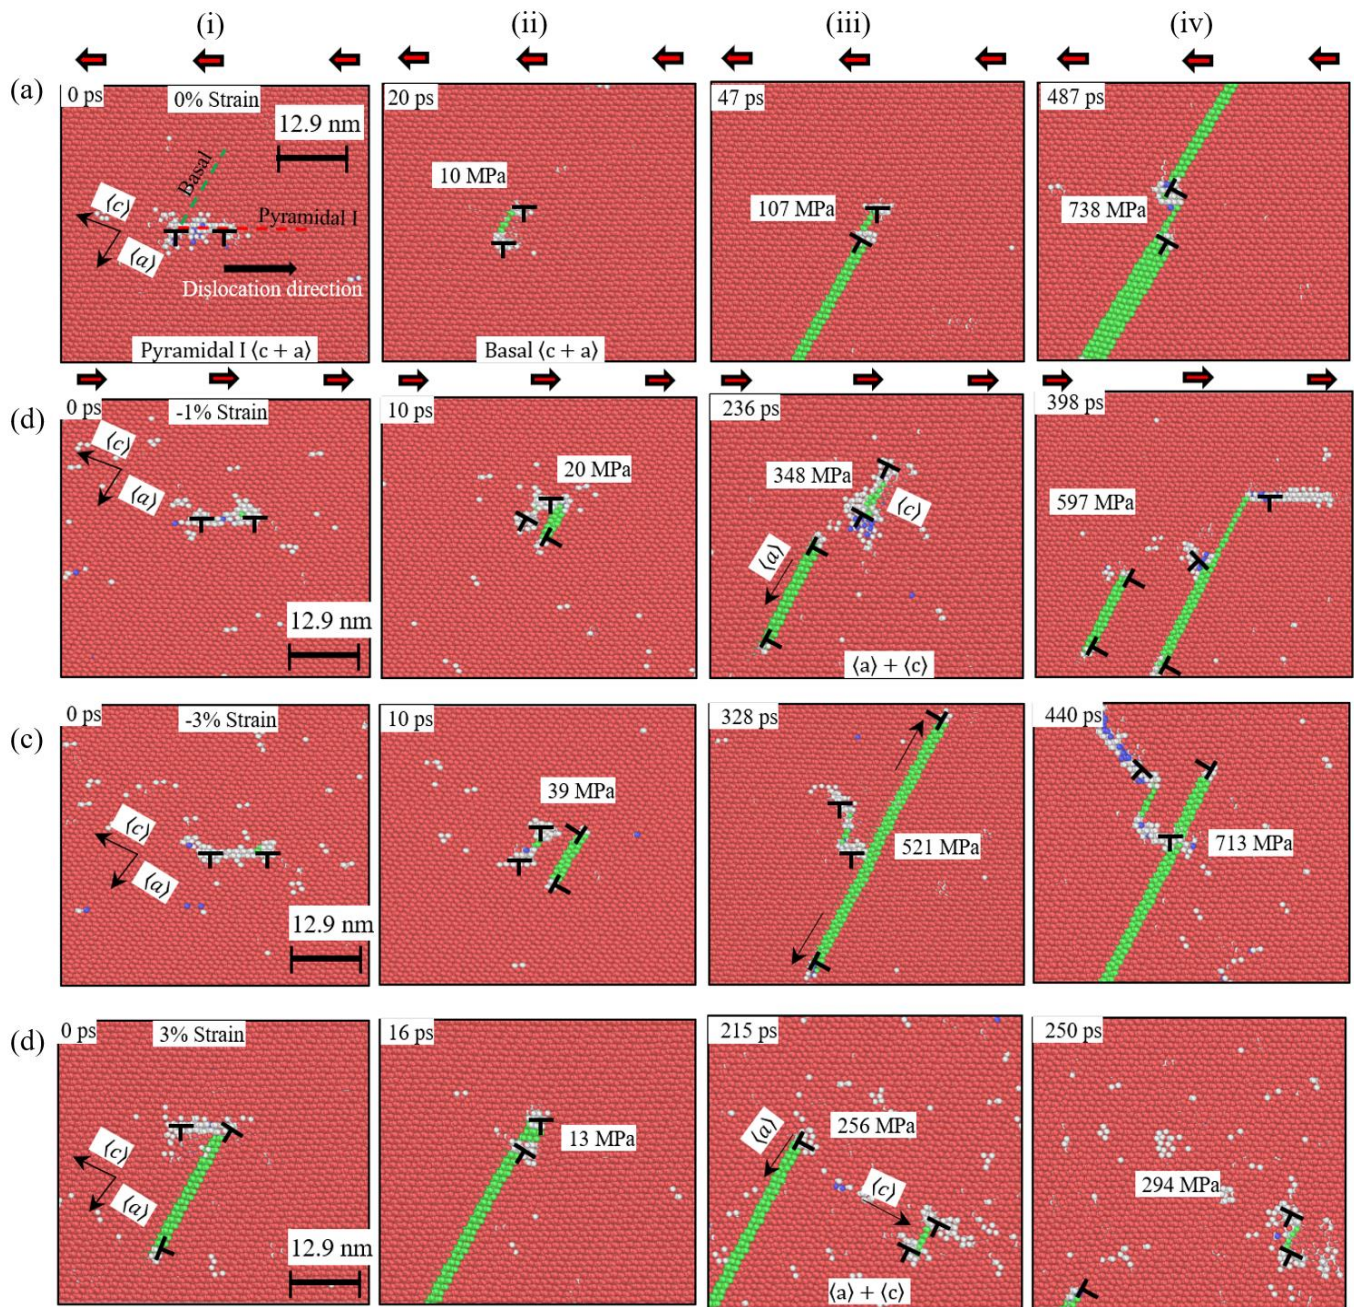 (i) (ii) (iii) (iv)
(a)
0 ps
0% Strain
12.9 nm
Basal
⟨c⟩
Pyramidal I
⟨a⟩
Dislocation direction
Pyramidal I ⟨c + a⟩
20 ps
10 MPa
Basal ⟨c + a⟩
47 ps
107 MPa
487 ps
738 MPa
(d)
0 ps
-1% Strain
⟨c⟩
⟨a⟩
12.9 nm
10 ps
20 MPa
236 ps
348 MPa
⟨c⟩
⟨a⟩
⟨a⟩ + ⟨c⟩
398 ps
597 MPa
(c)
0 ps
-3% Strain
⟨c⟩
⟨a⟩
12.9 nm
10 ps
39 MPa
328 ps
521 MPa
440 ps
713 MPa
(d)
0 ps
3% Strain
⟨c⟩
⟨a⟩
12.9 nm
16 ps
13 MPa
215 ps
256 MPa
⟨a⟩
⟨c⟩
⟨a⟩ + ⟨c⟩
250 ps
294 MPa